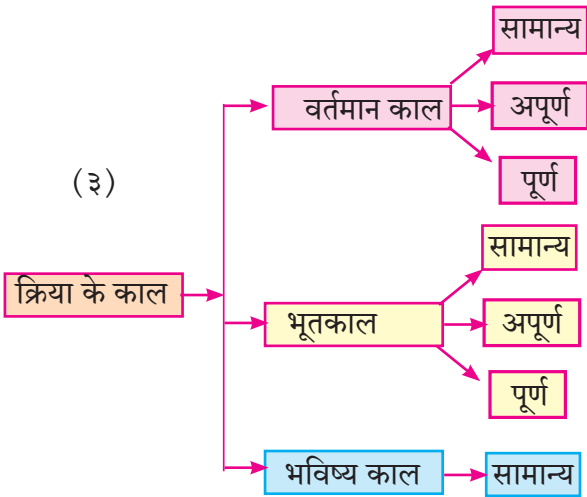 सामान्य
वर्तमान काल
अपूर्ण
पूर्ण
(३)
क्रिया के काल
सामान्य
भूतकाल
अपूर्ण
पूर्ण
भविष्य काल
सामान्य